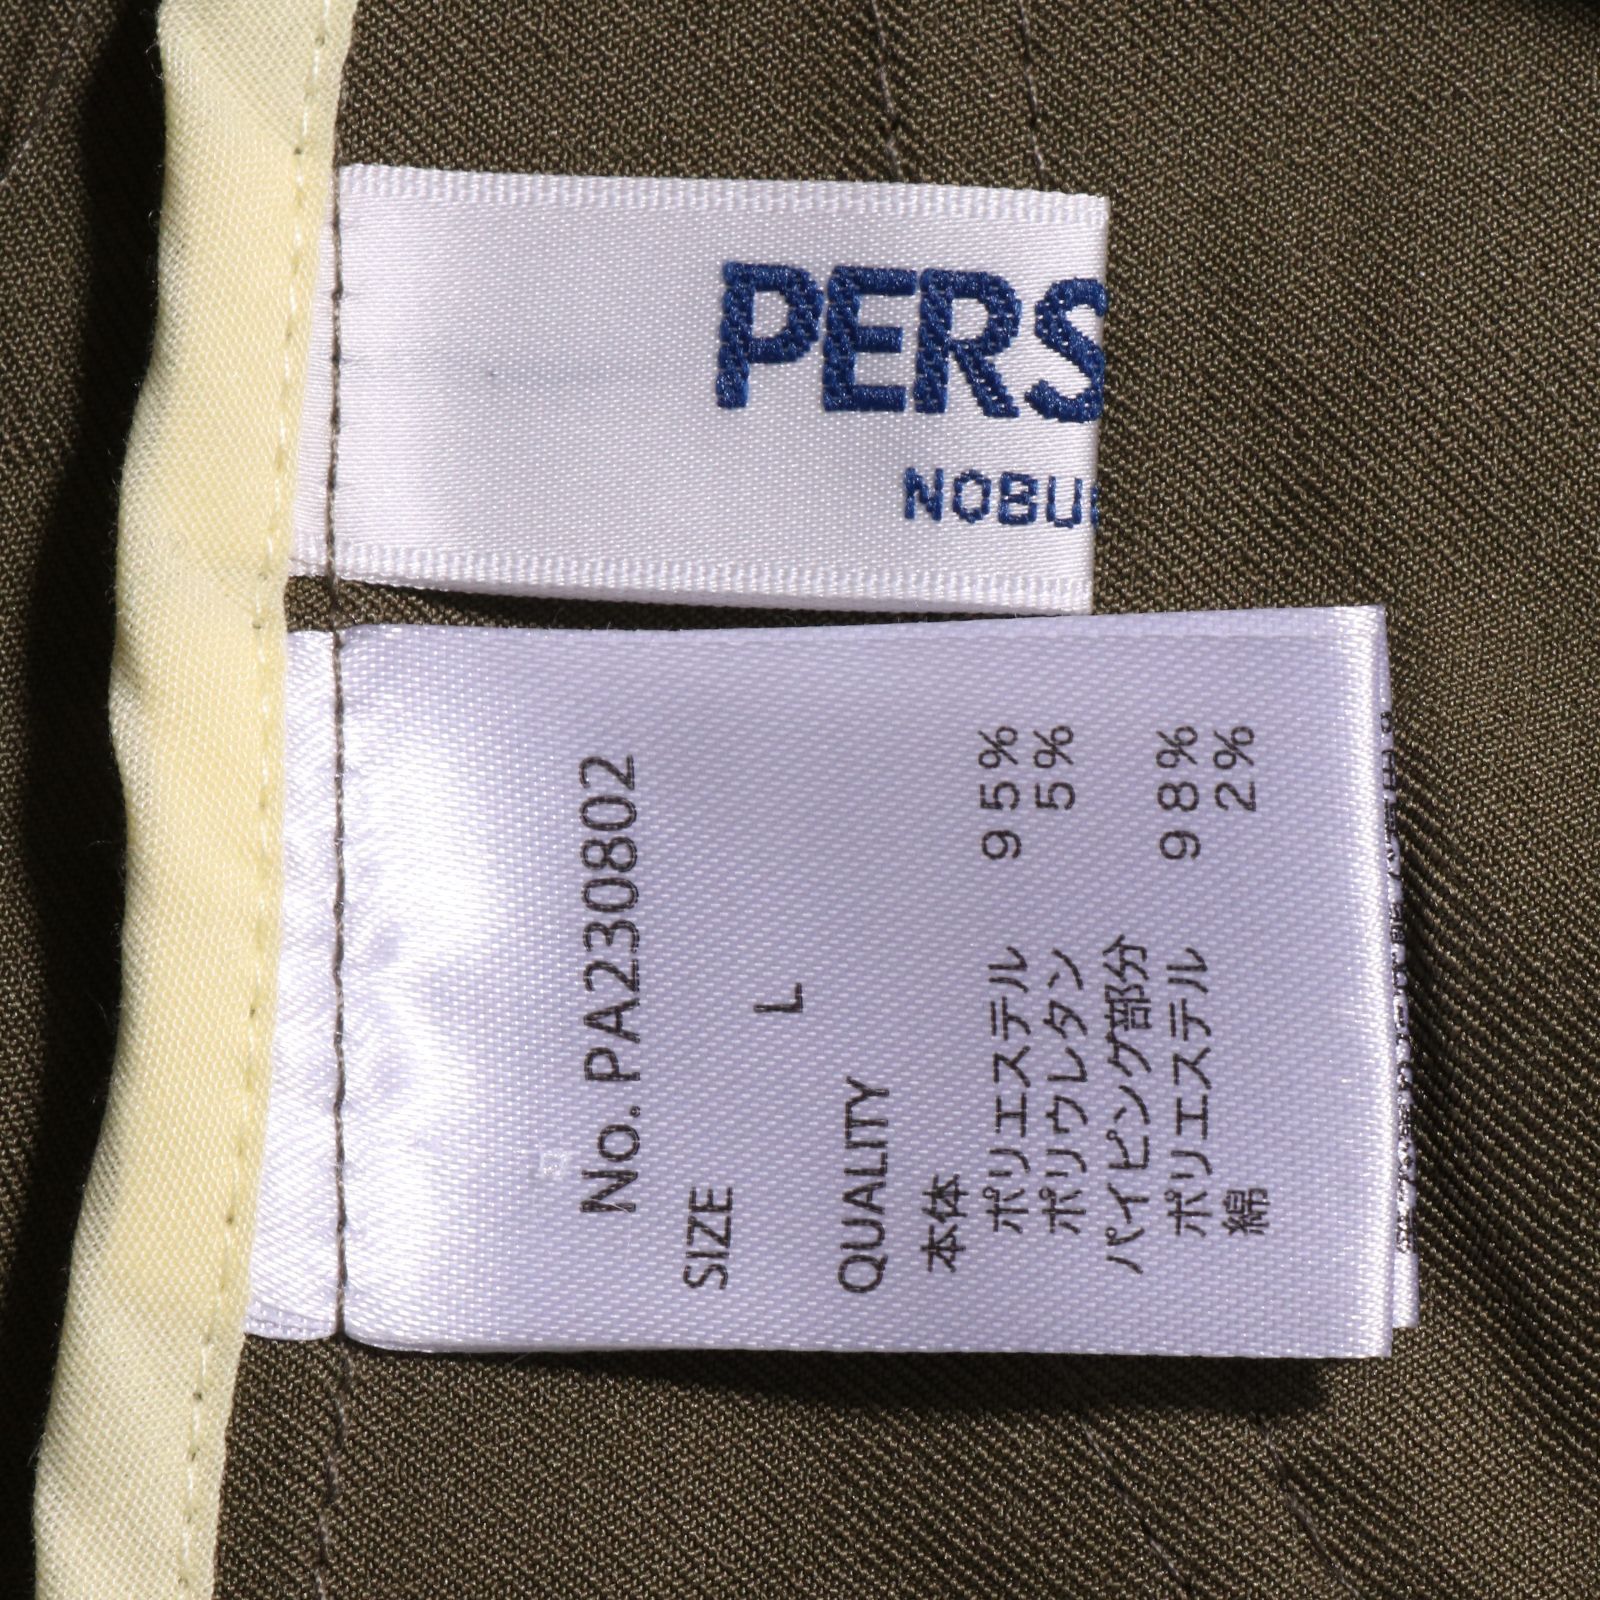 PERS
NOBU
No. PA230802
SIZE
L
QUALITY
本体
ポリエステル 95%
ポリウレタン 5%
パイピング部分
ポリエステル 98%
綿 2%